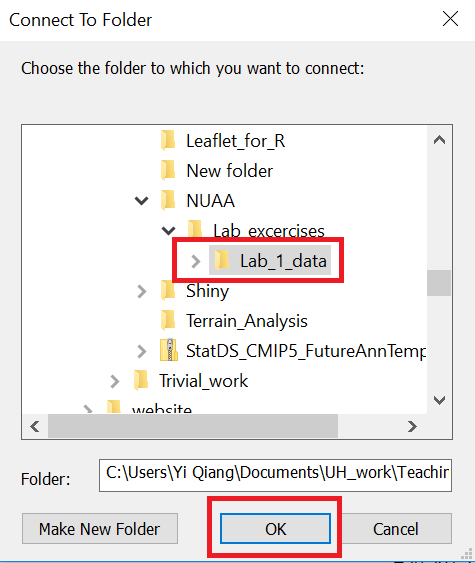 Connect To Folder
Choose the folder to which you want to connect:
Leaflet_for_R
New folder
NUAA
Lab_excercises
Lab_1_data
Shiny
Terrain_Analysis
StatDS_CMIP5_FutureAnnTemp
Trivial_work
website
Folder: C:\Users\Yi Qiang\Documents\UH_work\Teachir
Make New Folder OK Cancel